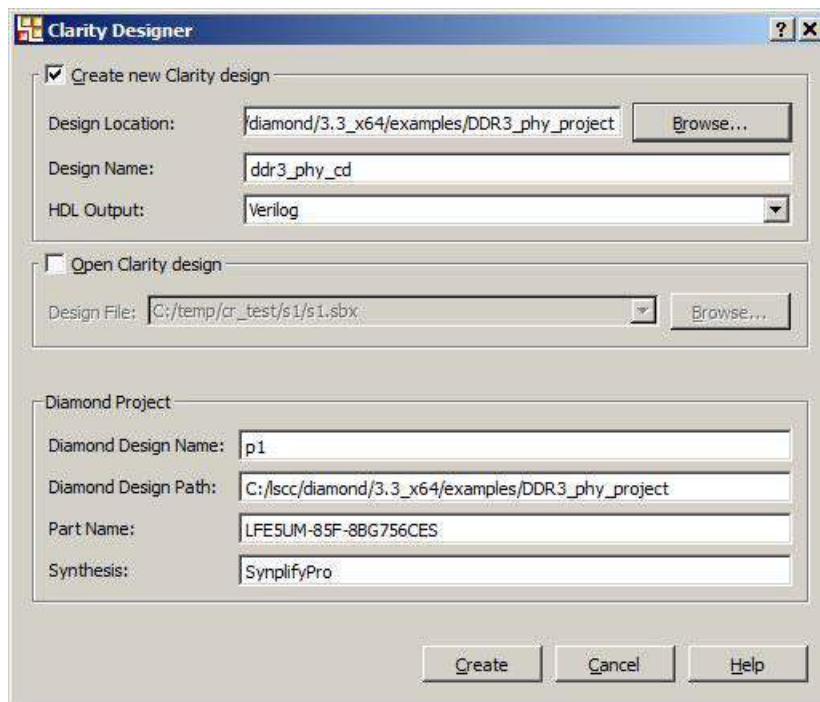 Clarity Designer
Create new Clarity design
Design Location: /diamond/3.3_x64/examples/DDR3_phy_project Browse...
Design Name: ddr3_phy_cd
HDL Output: Verilog
Open Clarity design
Design File: C:/temp/cr_test/s1/s1.sbx Browse...
Diamond Project
Diamond Design Name: p1
Diamond Design Path: C:/lscc/diamond/3.3_x64/examples/DDR3_phy_project
Part Name: LFE5UM-85F-8BG756CES
Synthesis: SynplifyPro
Create Cancel Help